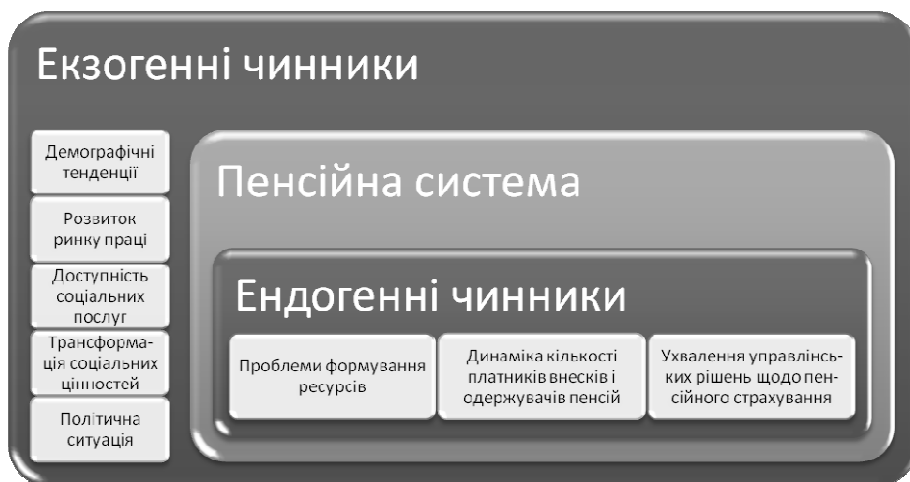 Екзогенні чинники
Демографічні
тенденції
Розвиток
ринку праці
Доступність
соціальних
послуг
Трансформа-
ція соціальних
цінностей
Політична
ситуація
Пенсійна система
Ендогенні чинники
Проблеми формування
ресурсів
Динаміка кількості
платників внесків і
одержувачів пенсій
Ухвалення управлінсь-
ких рішень щодо пен-
сійного страхування